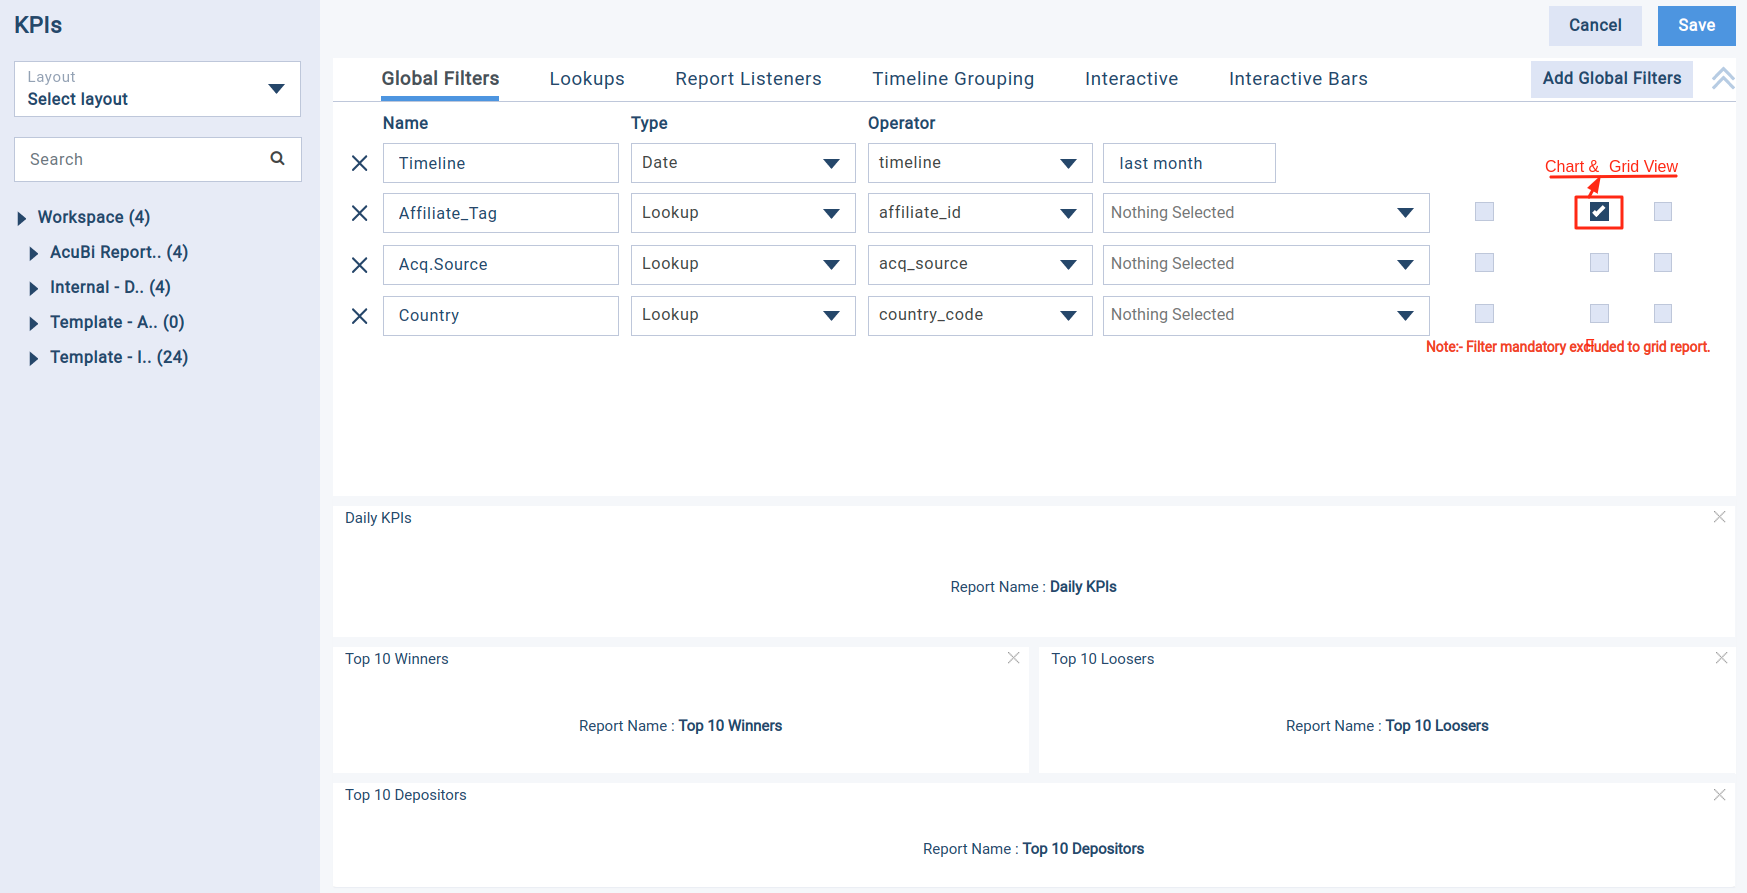 KPIs
Cancel
Save
Layout
Select layout
Search
Workspace (4)
AcuBi Report.. (4)
Internal - D.. (4)
Template - A.. (0)
Template - I.. (24)
Global Filters
Lookups
Report Listeners
Timeline Grouping
Interactive
Interactive Bars
Add Global Filters
Name
Type
Operator
Timeline
Date
timeline
last month
Chart & Grid View
Affiliate_Tag
Lookup
affiliate_id
Nothing Selected
Acq.Source
Lookup
acq_source
Nothing Selected
Country
Lookup
country_code
Nothing Selected
Note:- Filter mandatory excluded to grid report.
Daily KPIs
Report Name : Daily KPIs
Top 10 Winners
Report Name : Top 10 Winners
Top 10 Loosers
Report Name : Top 10 Loosers
Top 10 Depositors
Report Name : Top 10 Depositors